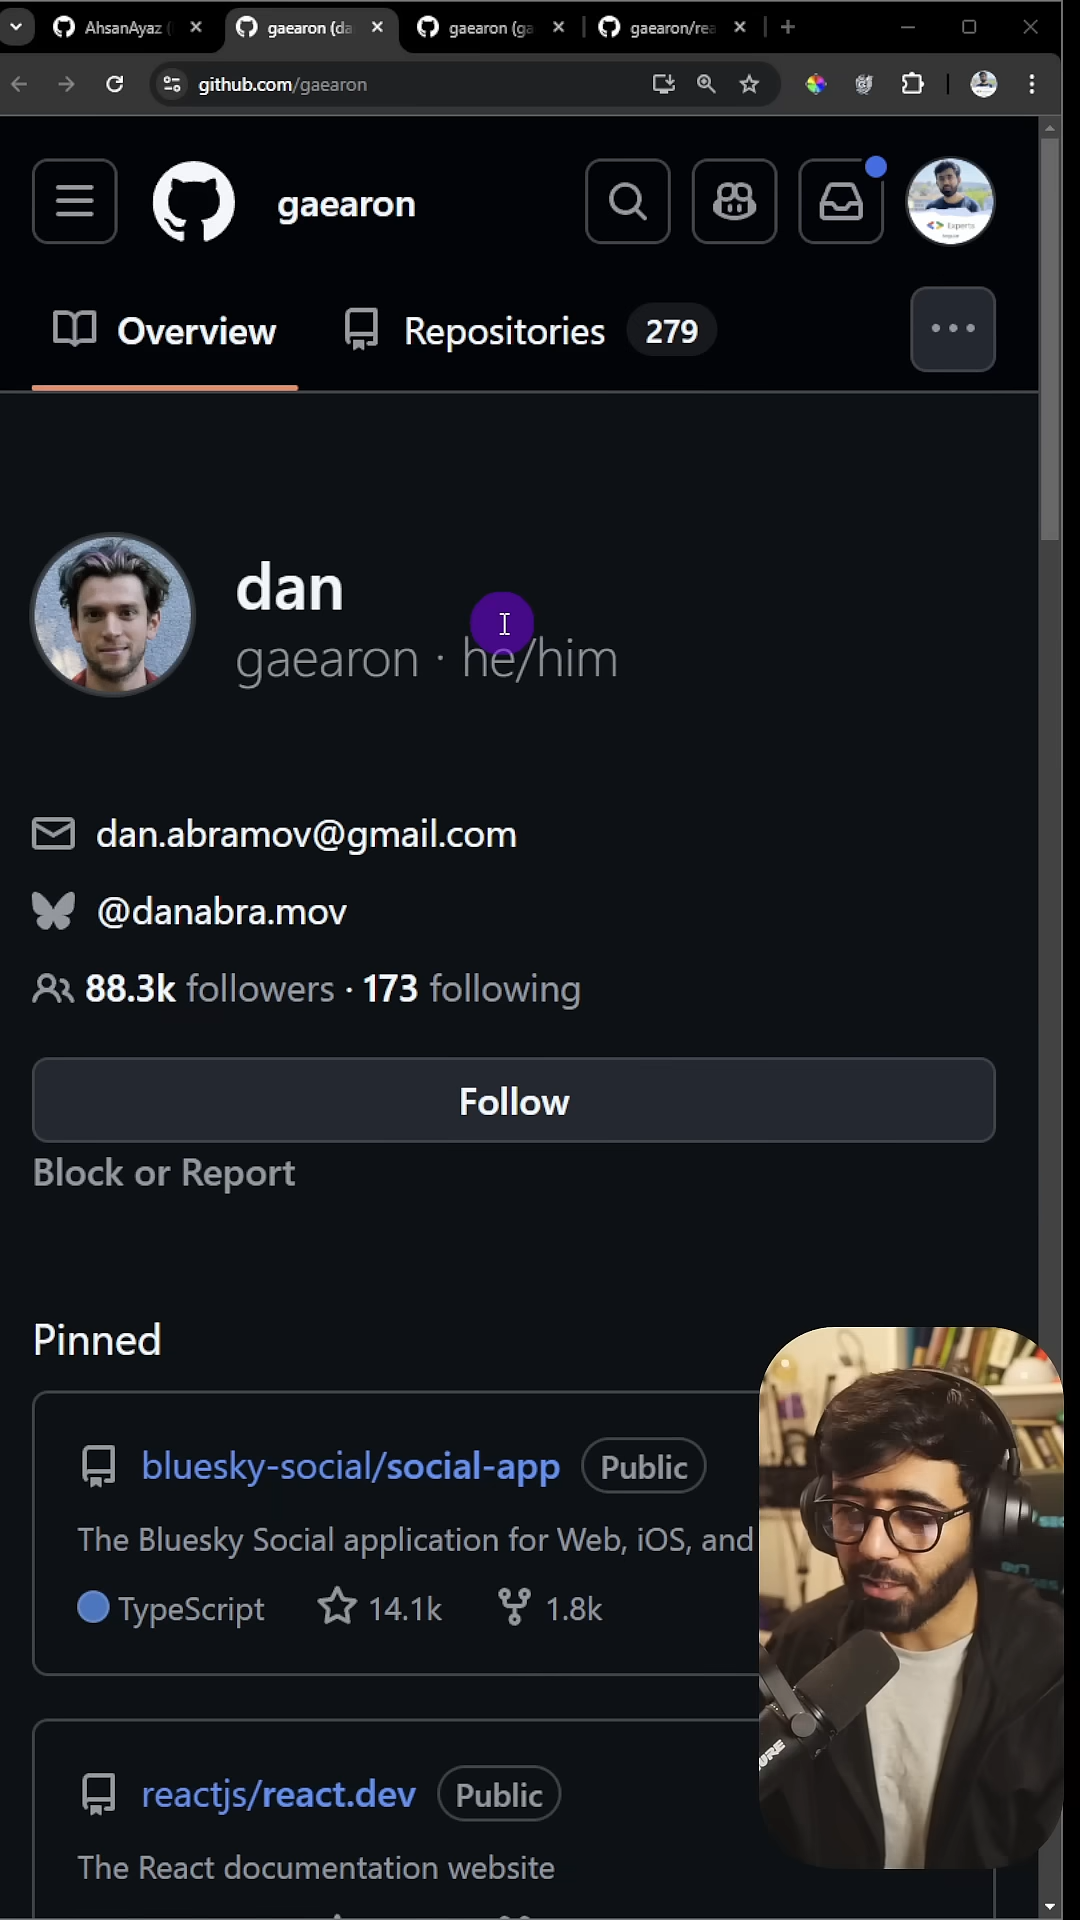 AhsanAyaz (
gaearon (da
gaearon (ga
gaearon/rea
github.com/gaearon
gaearon
Experts
Overview
Repositories 279
dan
gaearon · he/him
dan.abramov@gmail.com
@danabra.mov
88.3k followers · 173 following
Follow
Block or Report
Pinned
bluesky-social/social-app Public
The Bluesky Social application for Web, iOS, and
TypeScript 14.1k 1.8k
reactjs/react.dev Public
The React documentation website